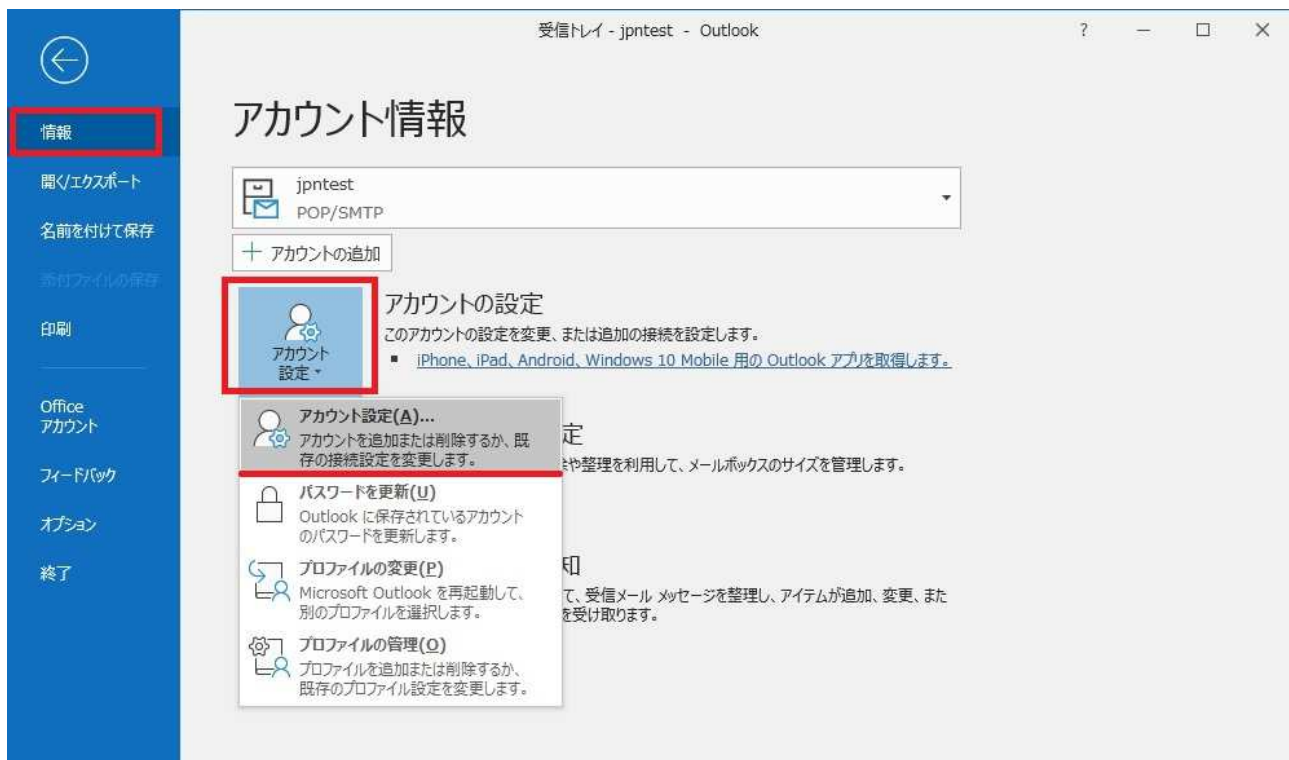 受信トレイ - jpntest - Outlook
?
情報
開く/エクスポート
名前を付けて保存
添付ファイルの保存
印刷
Office
アカウント
フィードバック
オプション
終了
アカウント情報
jpntest
POP/SMTP
アカウントの追加
アカウント
設定
アカウントの設定
このアカウントの設定を変更、または追加の接続を設定します。
iPhone、iPad、Android、Windows 10 Mobile 用の Outlook アプリを取得します。
アカウント設定(A)...
アカウントを追加または削除するか、既
存の接続設定を変更します。
定
や整理を利用して、メールボックスのサイズを管理します。
パスワードを更新(U)
Outlook に保存されているアカウント
のパスワードを更新します。
プロファイルの変更(P)
Microsoft Outlook を再起動して、
別のプロファイルを選択します。
知
て、受信メール メッセージを整理し、アイテムが追加、変更、また
を受け取ります。
プロファイルの管理(O)
プロファイルを追加または削除するか、
既存のプロファイル設定を変更します。